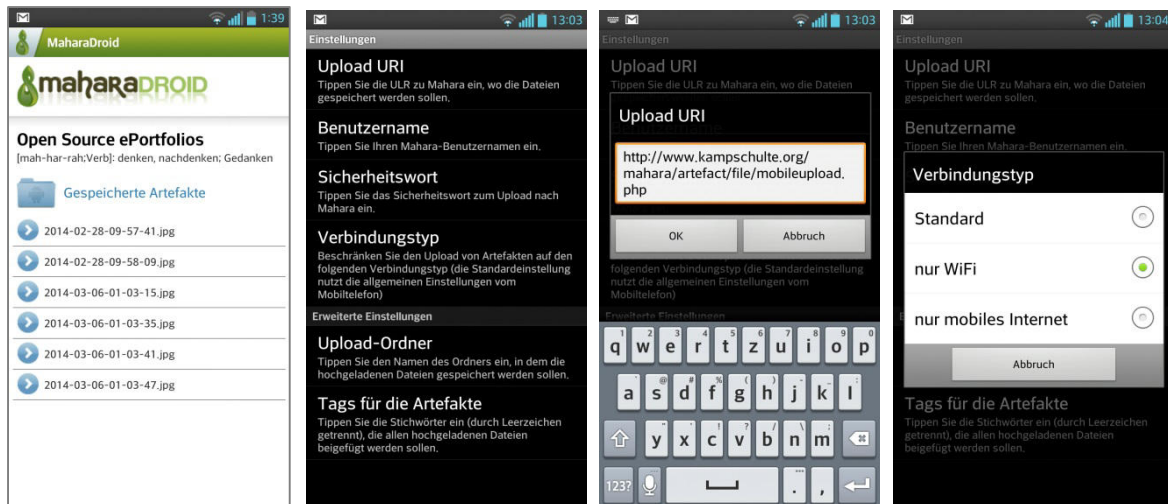 1:39
MaharaDroid
maharaDROID
Open Source ePortfolios
[mah-har-rah;Verb]: denken, nachdenken; Gedanken
Gespeicherte Artefakte
2014-02-28-09-57-41.jpg
2014-02-28-09-58-09.jpg
2014-03-06-01-03-15.jpg
2014-03-06-01-03-35.jpg
2014-03-06-01-03-41.jpg
2014-03-06-01-03-47.jpg
13:03
Einstellungen
Upload URI
Tippen Sie die ULR zu Mahara ein, wo die Dateien
gespeichert werden sollen.
Benutzername
Tippen Sie Ihren Mahara-Benutzernamen ein.
Sicherheitswort
Tippen Sie das Sicherheitswort zum Upload nach
Mahara ein.
Verbindungstyp
Beschränken Sie den Upload von Artefakten auf den
folgenden Verbindungstyp (die Standardeinstellung
nutzt die allgemeinen Einstellungen vom
Mobiltelefon)
Erweiterte Einstellungen
Upload-Ordner
Tippen Sie den Namen des Ordners ein, in dem die
hochgeladenen Dateien gespeichert werden sollen.
Tags für die Artefakte
Tippen Sie die Stichwörter ein (durch Leerzeichen
getrennt), die allen hochgeladenen Dateien
beigefügt werden sollen.
13:03
Einstellungen
Upload URI
Tippen Sie die ULR zu Mahara ein, wo die Dateien
Upload URI
http://www.kampschulte.org/
mahara/artefact/file/mobileupload.
php
OK Abbruch
folgenden Verbindungstyp (die Standardeinstellung
nutzt die allgemeinen Einstellungen vom
Mobiltelefon)
Erweiterte Einstellungen
1 2 3 4 5 6 7 8 9 0
q w e r t z u i o p
a s d f g h j k l
y x c v b n m
123? . ,
13:04
Einstellungen
Upload URI
Tippen Sie die ULR zu Mahara ein, wo die Dateien
gespeichert werden sollen.
Benutzername
Tippen Sie Ihren Mahara-Benutzernamen ein.
Verbindungstyp
Standard
nur WiFi
nur mobiles Internet
Abbruch
Tags für die Artefakte
Tippen Sie die Stichwörter ein (durch Leerzeichen
getrennt), die allen hochgeladenen Dateien
beigefügt werden sollen.